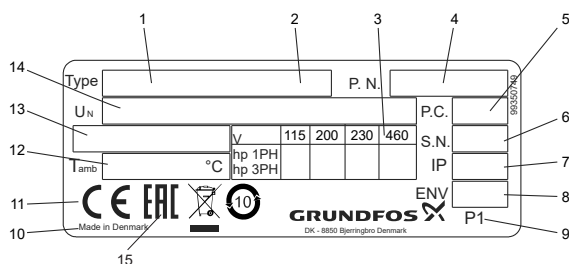 1 2 3 4 5
14 Type P. N.
U N P.C. 99350749
13 V 115 200 230 460 S.N. 6
12 T amb °C hp 1PH IP 7
hp 3PH
11 CE EAC 10 ENV 8
GRUNDFOS X
10 Made in Denmark DK - 8850 Bjerringbro Denmark P1 9
15